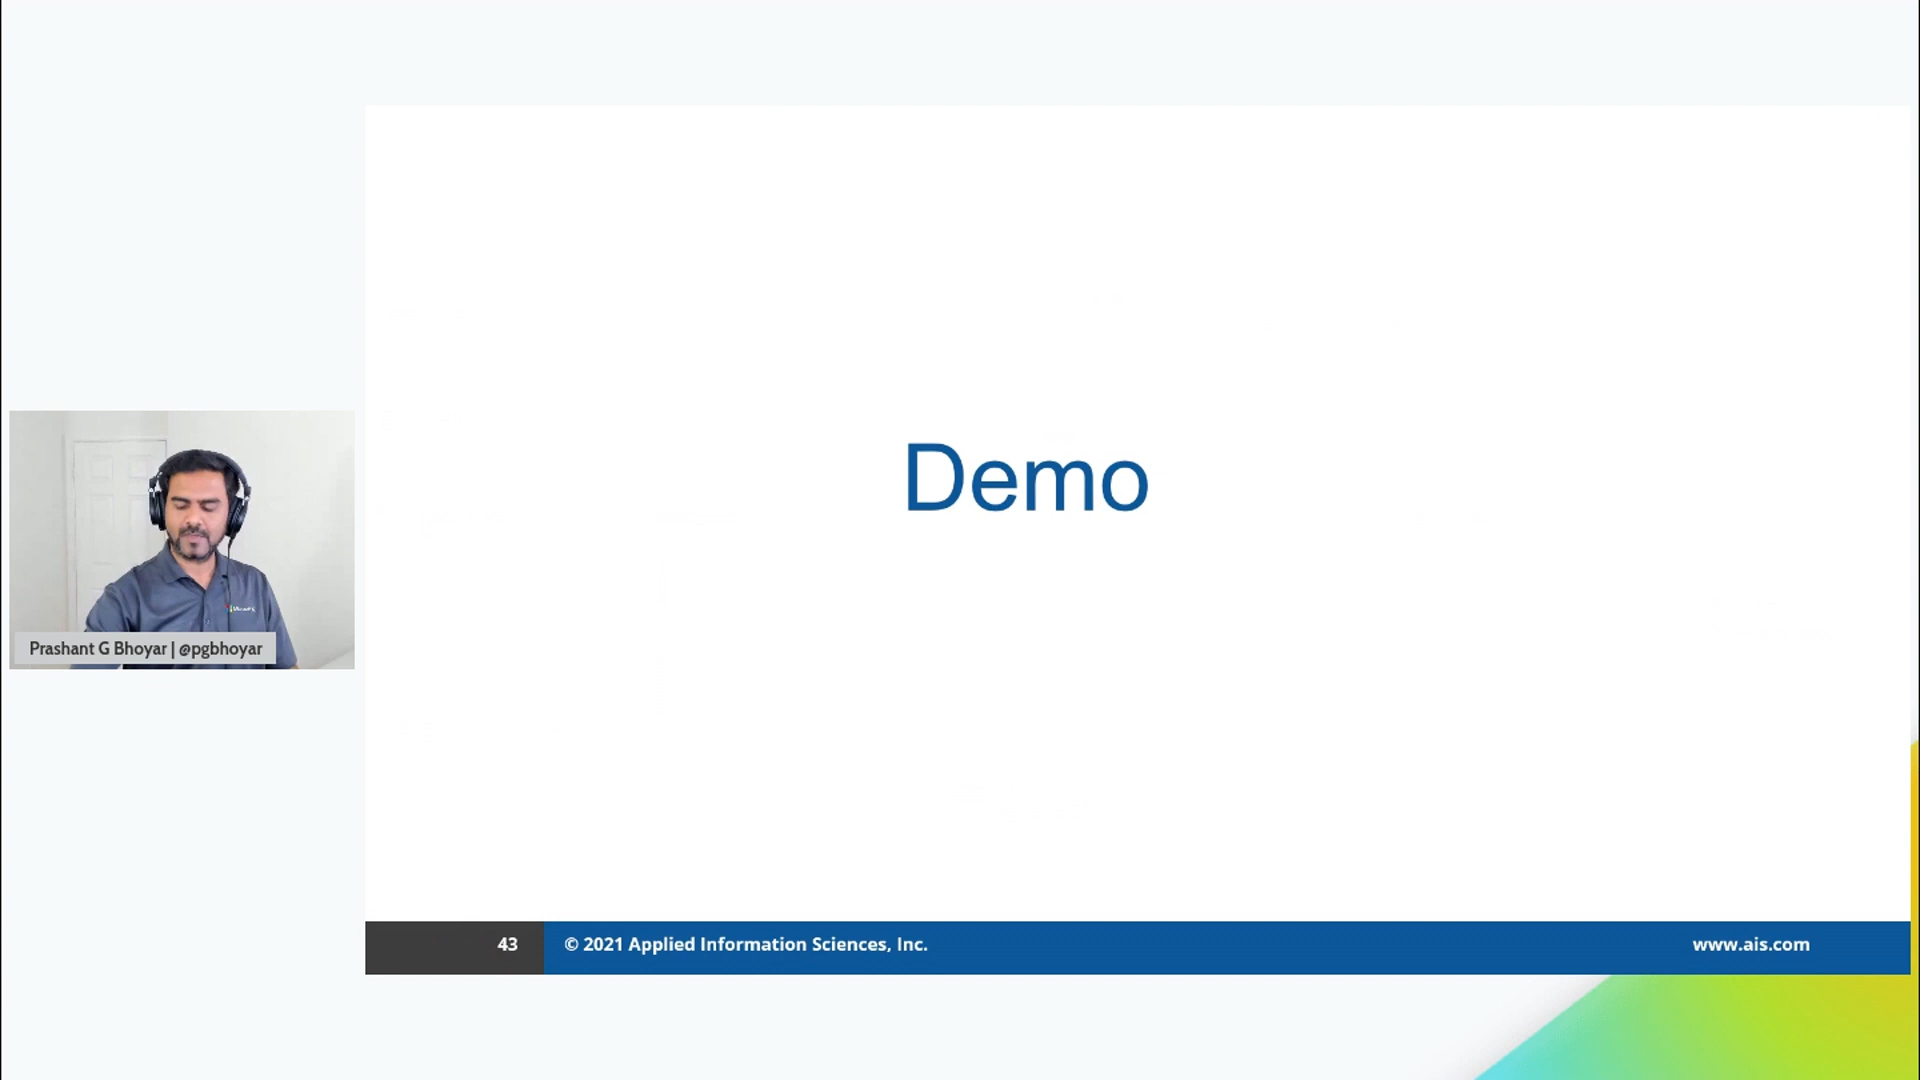 Demo
Prashant G Bhoyar | @pgbhoyar
43
© 2021 Applied Information Sciences, Inc.
www.ais.com